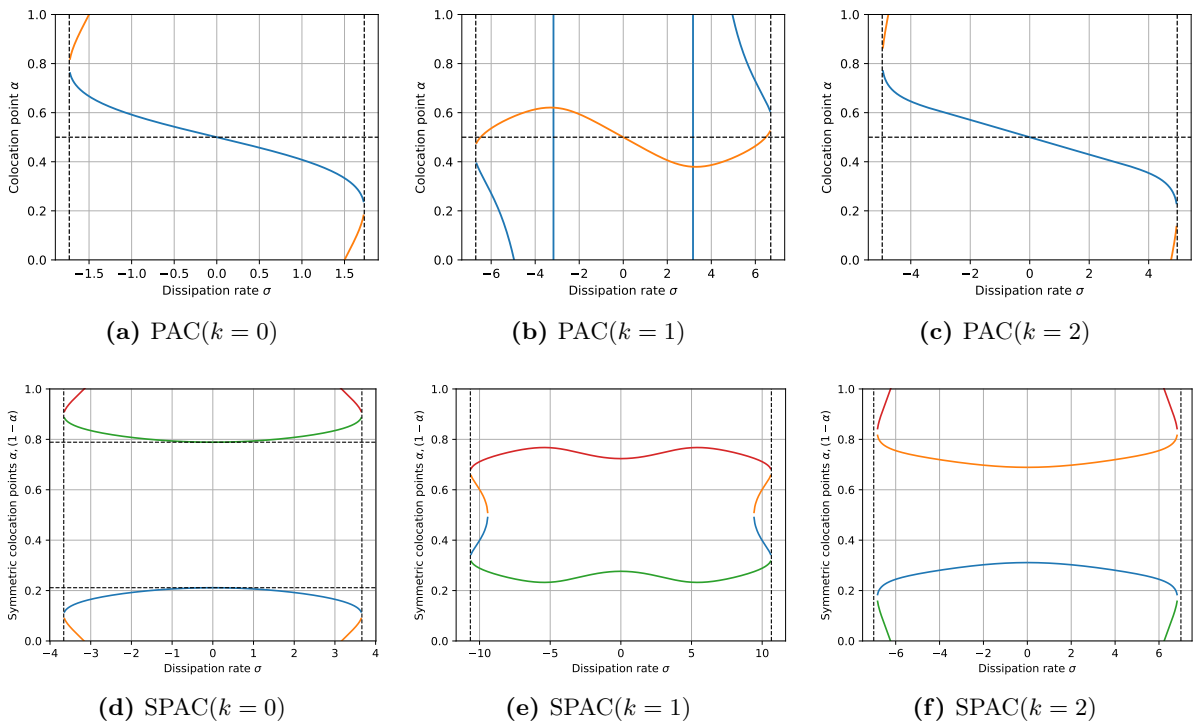 1.0
0.8
0.6
0.4
0.2
0.0
Colocation point α
−1.5 −1.0 −0.5 0.0 0.5 1.0 1.5
Dissipation rate σ
(a) PAC(k = 0)
1.0
0.8
0.6
0.4
0.2
0.0
Colocation point α
−6 −4 −2 0 2 4 6
Dissipation rate σ
(b) PAC(k = 1)
1.0
0.8
0.6
0.4
0.2
0.0
Colocation point α
−4 −2 0 2 4
Dissipation rate σ
(c) PAC(k = 2)
1.0
0.8
0.6
0.4
0.2
0.0
Symmetric colocation points α, (1 − α)
−4 −3 −2 −1 0 1 2 3 4
Dissipation rate σ
(d) SPAC(k = 0)
1.0
0.8
0.6
0.4
0.2
0.0
Symmetric colocation points α, (1 − α)
−10 −5 0 5 10
Dissipation rate σ
(e) SPAC(k = 1)
1.0
0.8
0.6
0.4
0.2
0.0
Symmetric colocation points α, (1 − α)
−6 −4 −2 0 2 4 6
Dissipation rate σ
(f) SPAC(k = 2)